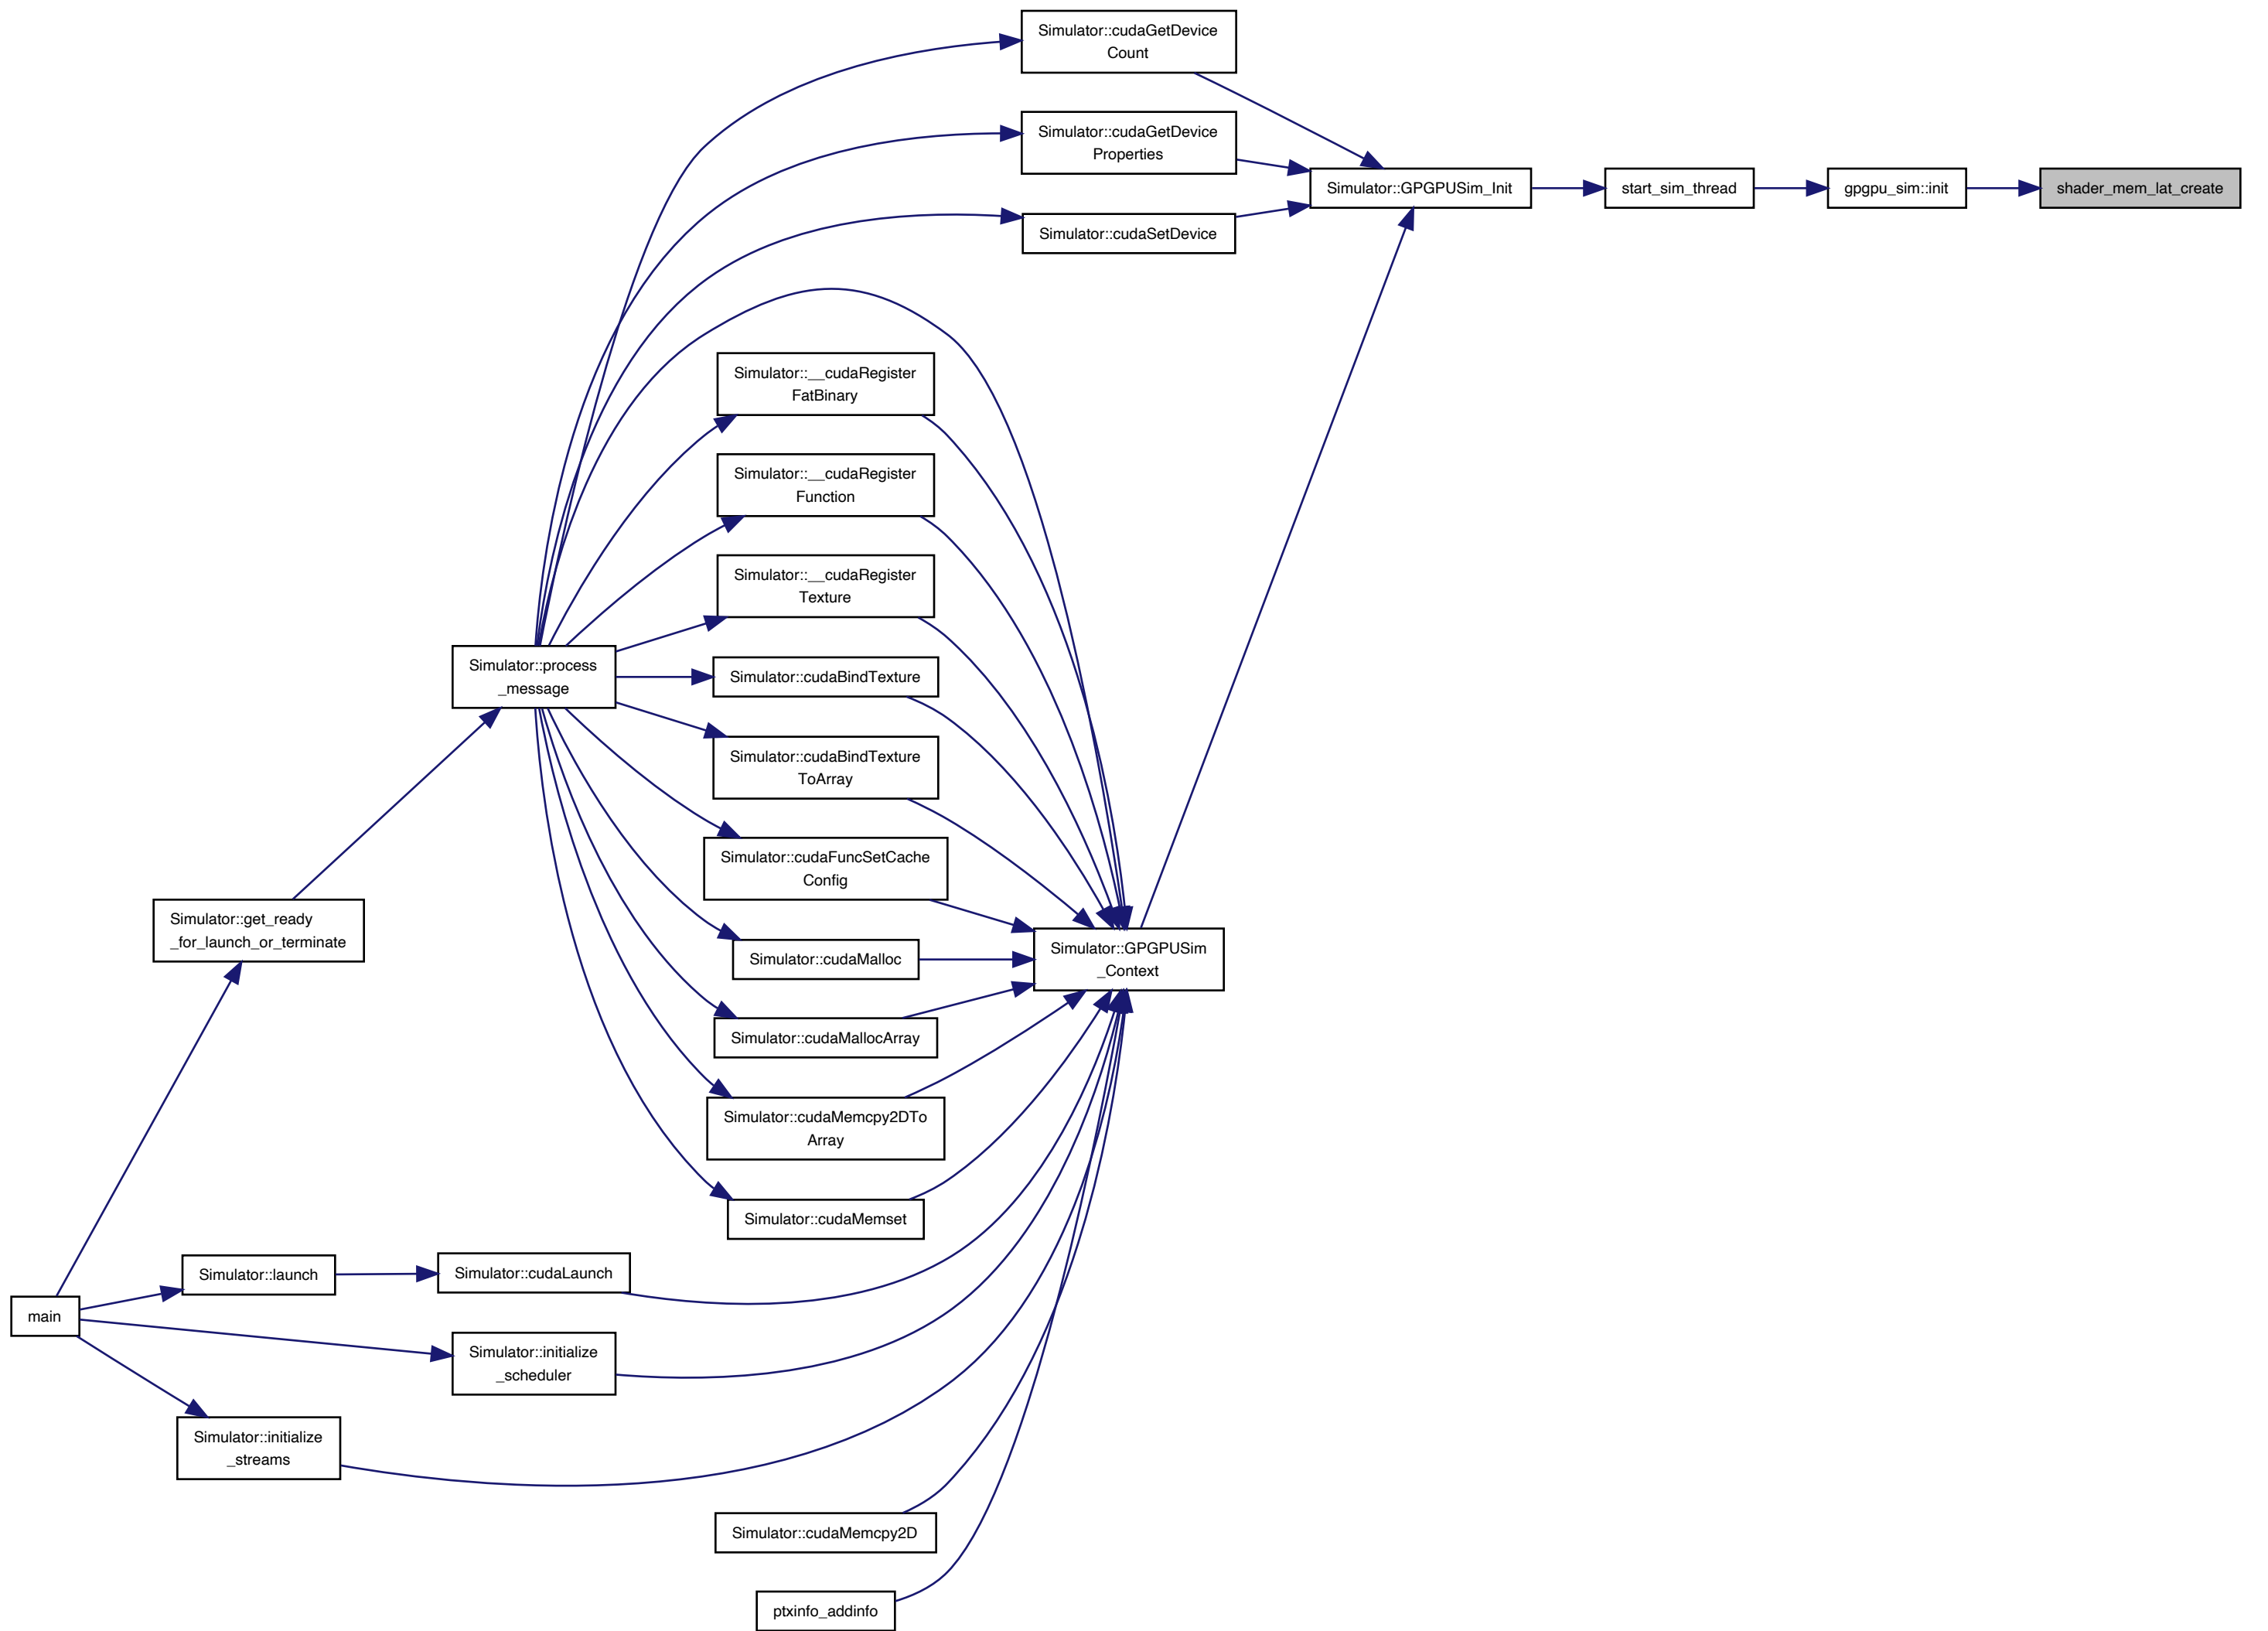 Simulator::cudaGetDevice
Count
Simulator::cudaGetDevice
Properties
Simulator::GPGPUSim_Init
start_sim_thread
gpgpu_sim::init
shader_mem_lat_create
Simulator::cudaSetDevice
Simulator::__cudaRegister
FatBinary
Simulator::__cudaRegister
Function
Simulator::__cudaRegister
Texture
Simulator::process
_message
Simulator::cudaBindTexture
Simulator::cudaBindTexture
ToArray
Simulator::cudaFuncSetCache
Config
Simulator::get_ready
_for_launch_or_terminate
Simulator::cudaMalloc
Simulator::GPGPUSim
_Context
Simulator::cudaMallocArray
Simulator::cudaMemcpy2DTo
Array
Simulator::cudaMemset
Simulator::launch
Simulator::cudaLaunch
main
Simulator::initialize
_scheduler
Simulator::initialize
_streams
Simulator::cudaMemcpy2D
ptxinfo_addinfo